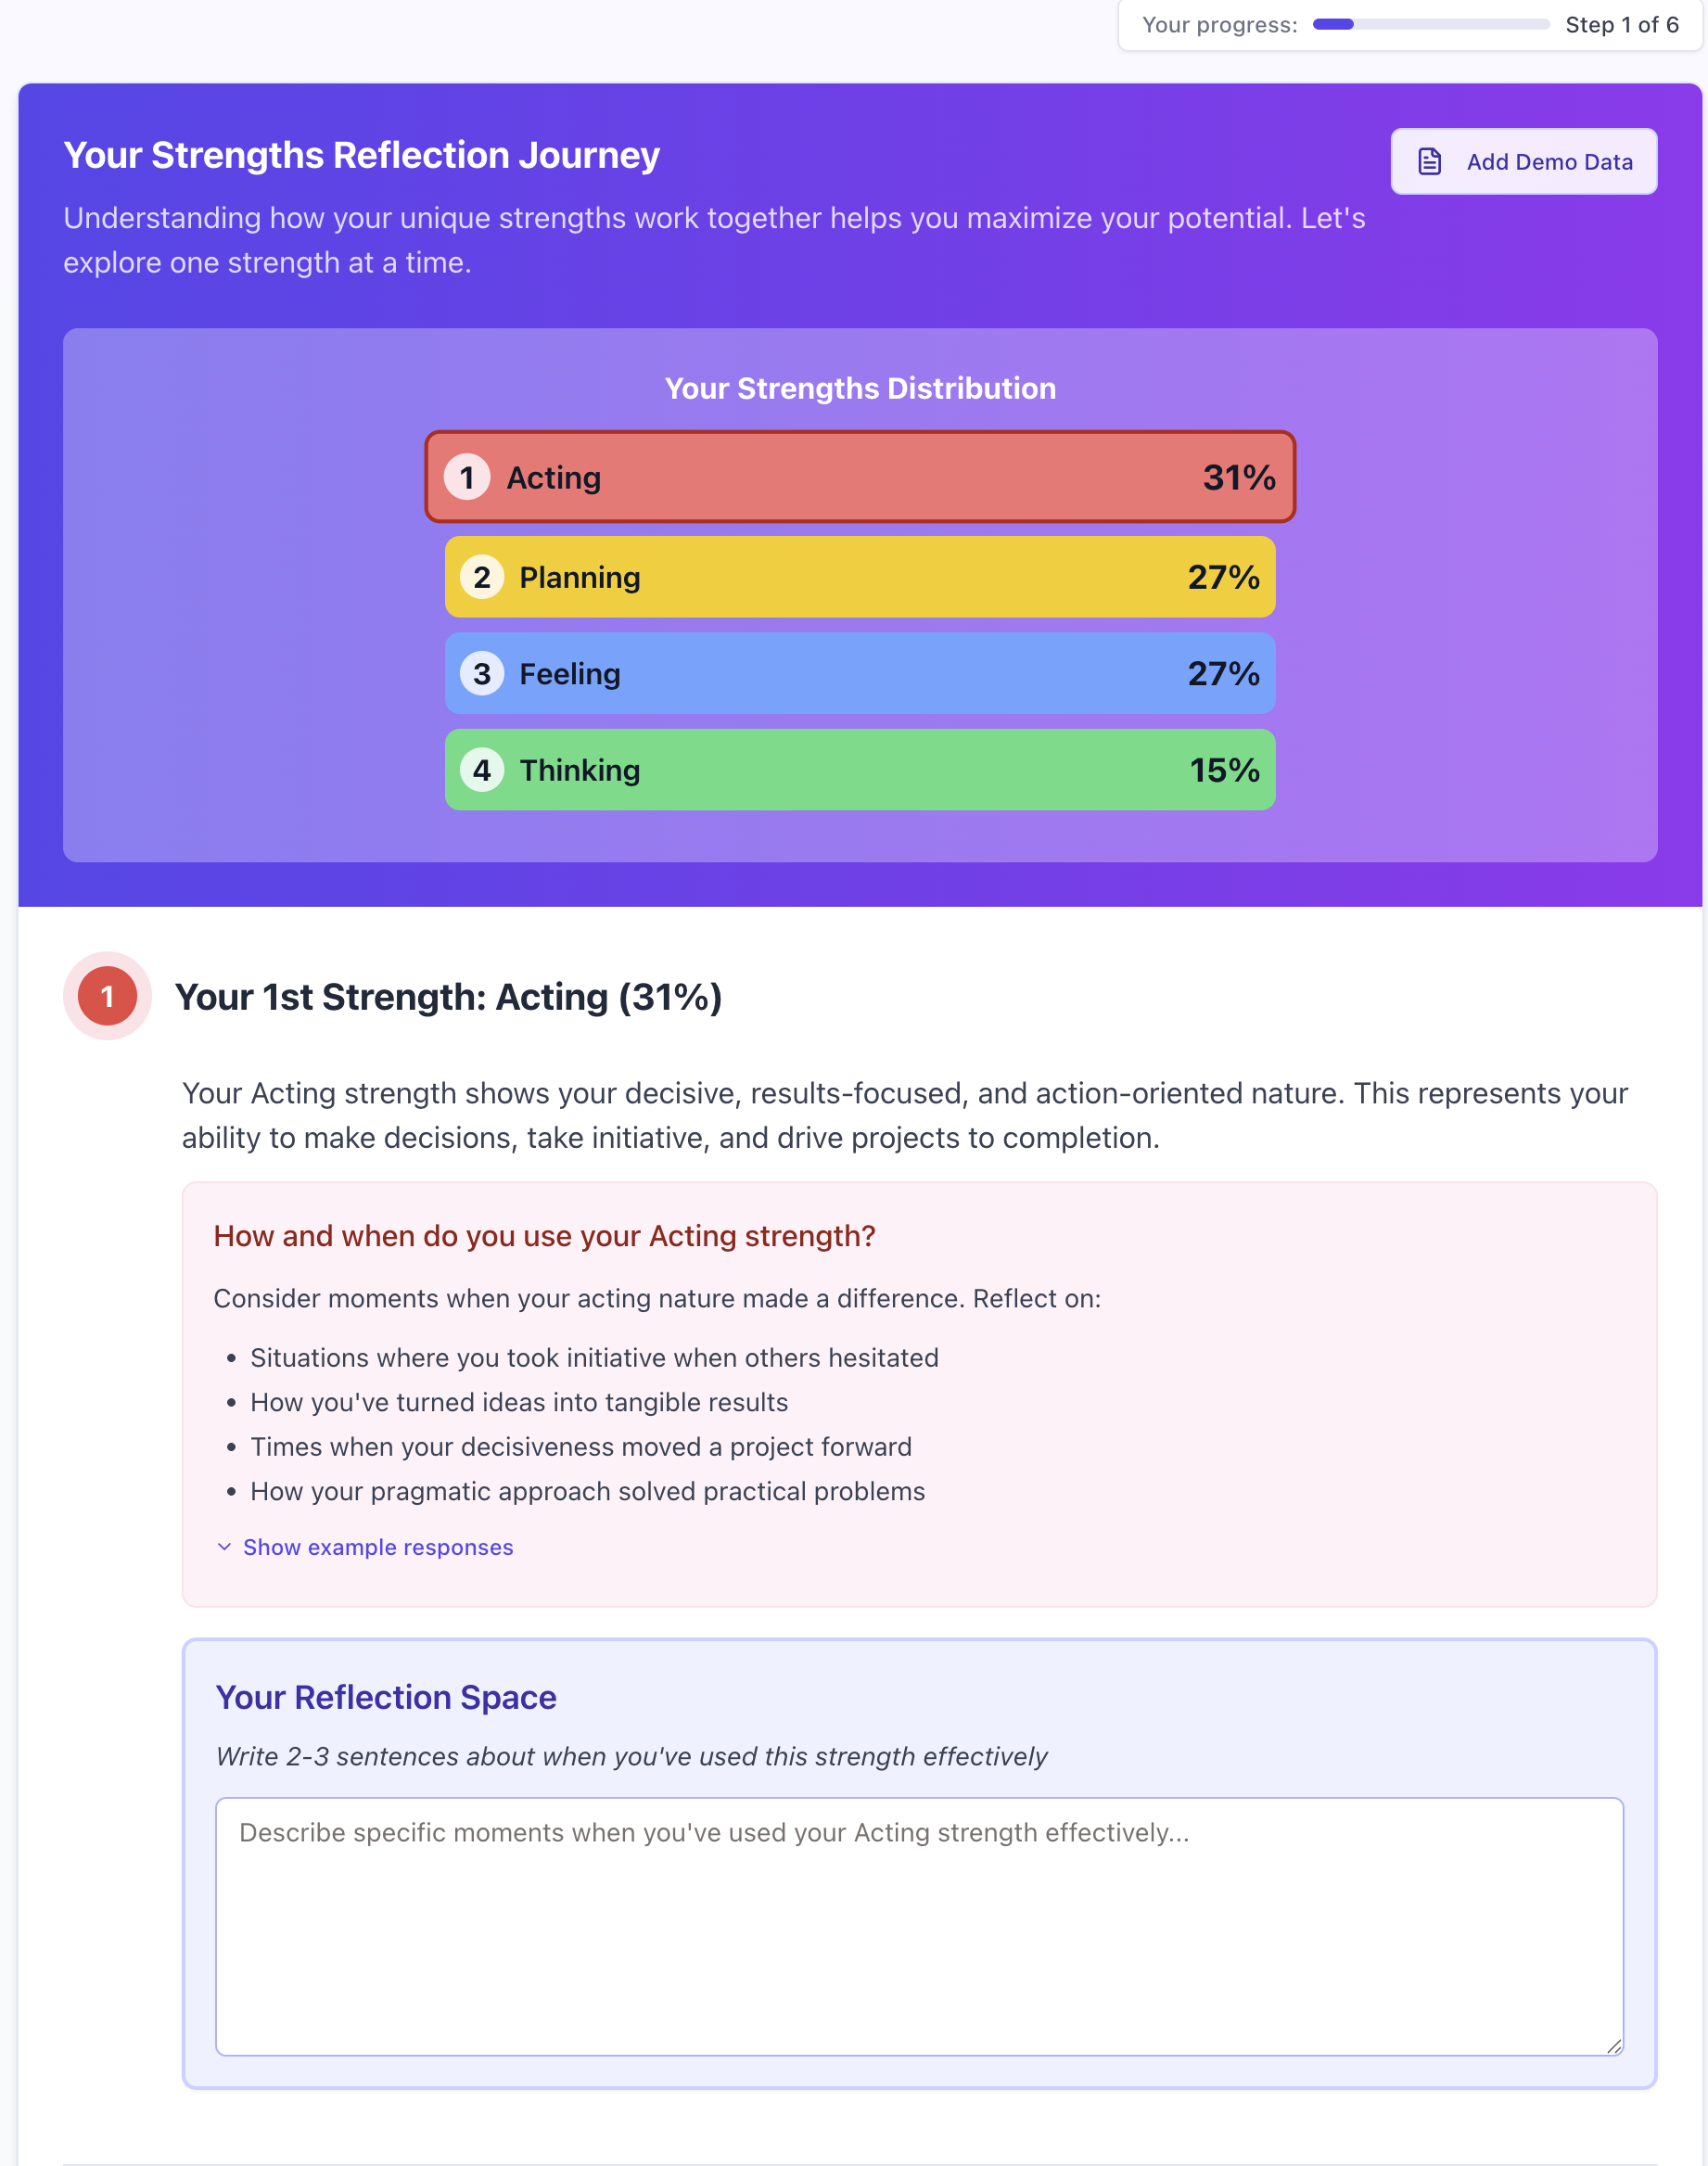 Your progress: Step 1 of 6
Your Strengths Reflection Journey
Add Demo Data
Understanding how your unique strengths work together helps you maximize your potential. Let's
explore one strength at a time.
Your Strengths Distribution
1 Acting 31%
2 Planning 27%
3 Feeling 27%
4 Thinking 15%
1 Your 1st Strength: Acting (31%)
Your Acting strength shows your decisive, results-focused, and action-oriented nature. This represents your
ability to make decisions, take initiative, and drive projects to completion.
How and when do you use your Acting strength?
Consider moments when your acting nature made a difference. Reflect on:
• Situations where you took initiative when others hesitated
• How you've turned ideas into tangible results
• Times when your decisiveness moved a project forward
• How your pragmatic approach solved practical problems
Show example responses
Your Reflection Space
Write 2-3 sentences about when you've used this strength effectively
Describe specific moments when you've used your Acting strength effectively...